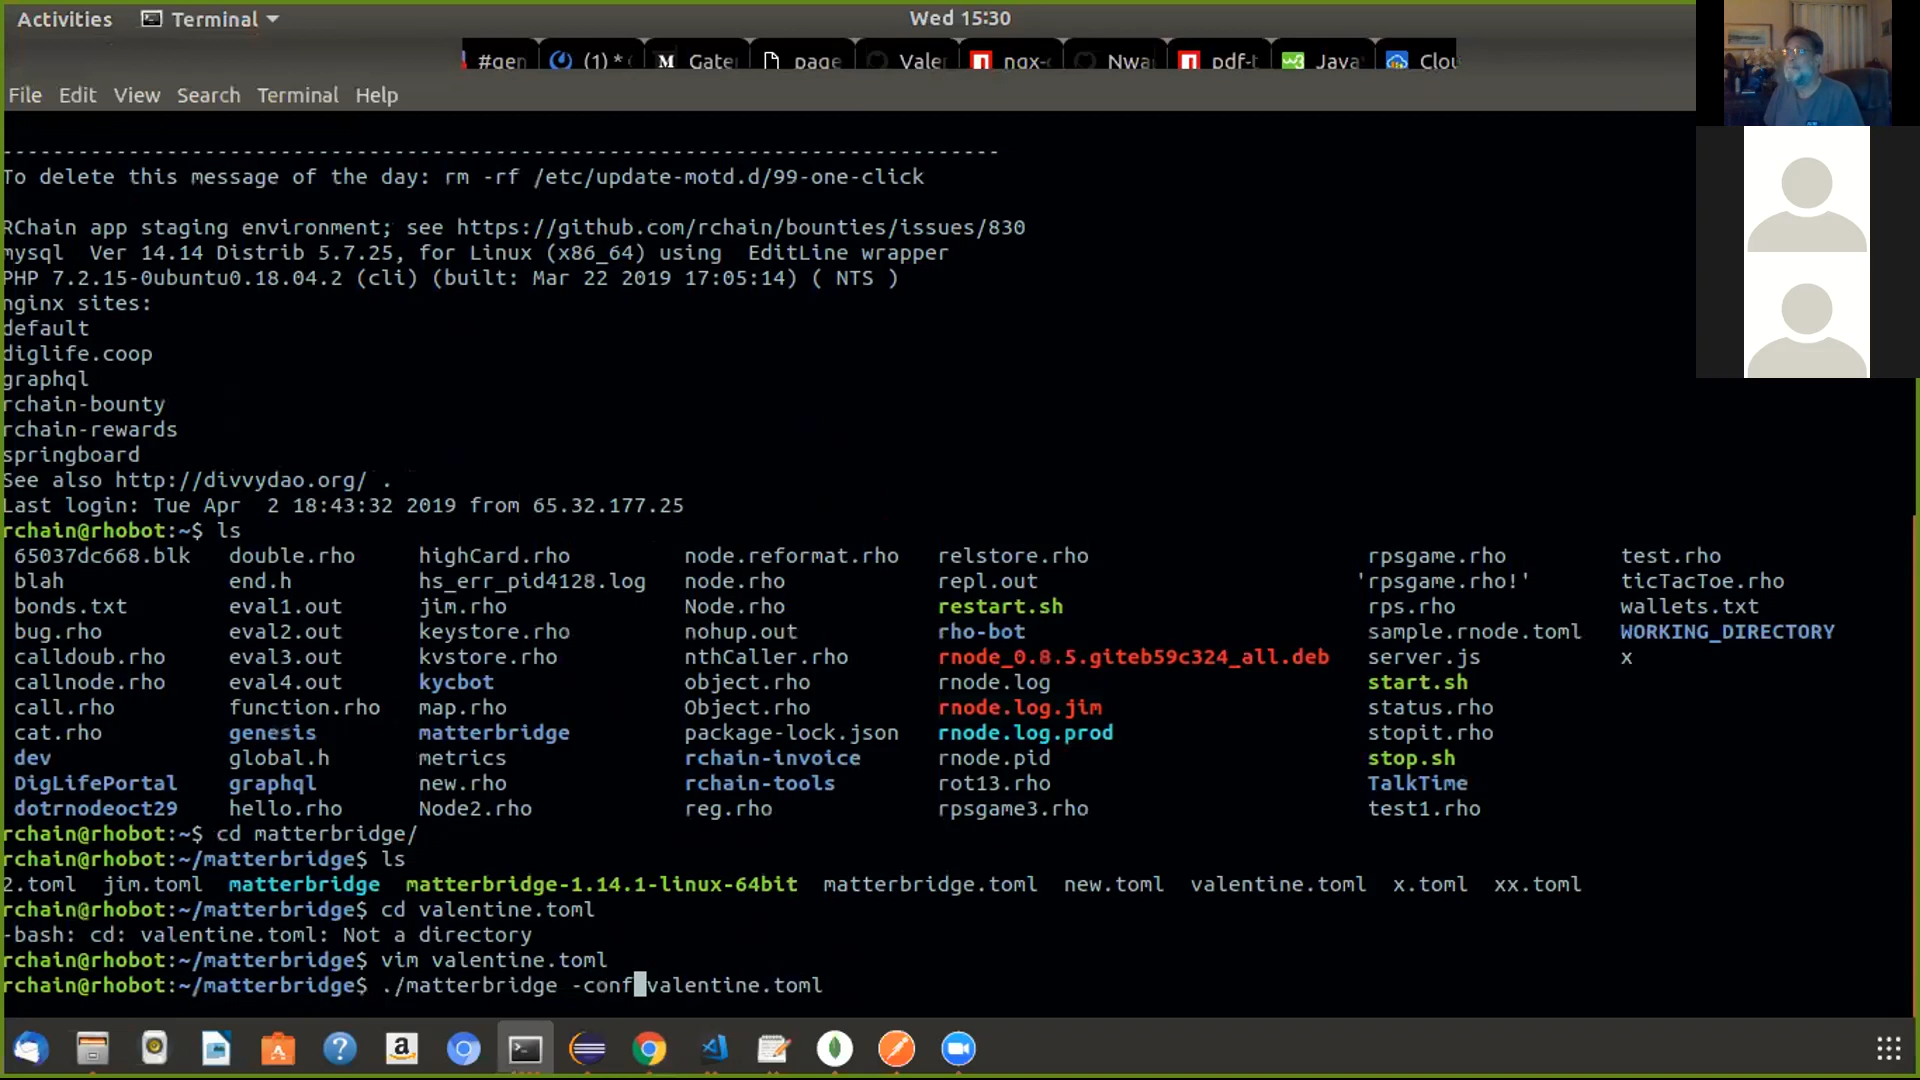 Activities Terminal Wed 15:30
#gen (1) * Gate page Vale ngx- Nwa pdf-t Java Clou
File Edit View Search Terminal Help
--------------------------------------------------------------------------------
To delete this message of the day: rm -rf /etc/update-motd.d/99-one-click
RChain app staging environment; see https://github.com/rchain/bounties/issues/830
mysql  Ver 14.14 Distrib 5.7.25, for Linux (x86_64) using  EditLine wrapper
PHP 7.2.15-0ubuntu0.18.04.2 (cli) (built: Mar 22 2019 17:05:14) ( NTS )
nginx sites:
default
diglife.coop
graphql
rchain-bounty
rchain-rewards
springboard
See also http://divvydao.org/ .
Last login: Tue Apr  2 18:43:32 2019 from 65.32.177.25
rchain@rhobot:~$ ls
65037dc668.blk double.rho highCard.rho node.reformat.rho relstore.rho rpsgame.rho test.rho
blah end.h hs_err_pid4128.log node.rho repl.out 'rpsgame.rho!' ticTacToe.rho
bonds.txt eval1.out jim.rho Node.rho restart.sh rps.rho wallets.txt
bug.rho eval2.out keystore.rho nohup.out rho-bot sample.rnode.toml WORKING_DIRECTORY
calldoub.rho eval3.out kvstore.rho nthCaller.rho rnode_0.8.5.giteb59c324_all.deb server.js x
callnode.rho eval4.out kycbot object.rho rnode.log start.sh
call.rho function.rho map.rho Object.rho rnode.log.jim status.rho
cat.rho genesis matterbridge package-lock.json rnode.log.prod stopit.rho
dev global.h metrics rchain-invoice rnode.pid stop.sh
DigLifePortal graphql new.rho rchain-tools rot13.rho TalkTime
dotrnodeoct29 hello.rho Node2.rho reg.rho rpsgame3.rho test1.rho
rchain@rhobot:~$ cd matterbridge/
rchain@rhobot:~/matterbridge$ ls
2.toml jim.toml matterbridge matterbridge-1.14.1-linux-64bit matterbridge.toml new.toml valentine.toml x.toml xx.toml
rchain@rhobot:~/matterbridge$ cd valentine.toml
-bash: cd: valentine.toml: Not a directory
rchain@rhobot:~/matterbridge$ vim valentine.toml
rchain@rhobot:~/matterbridge$ ./matterbridge -conf valentine.toml